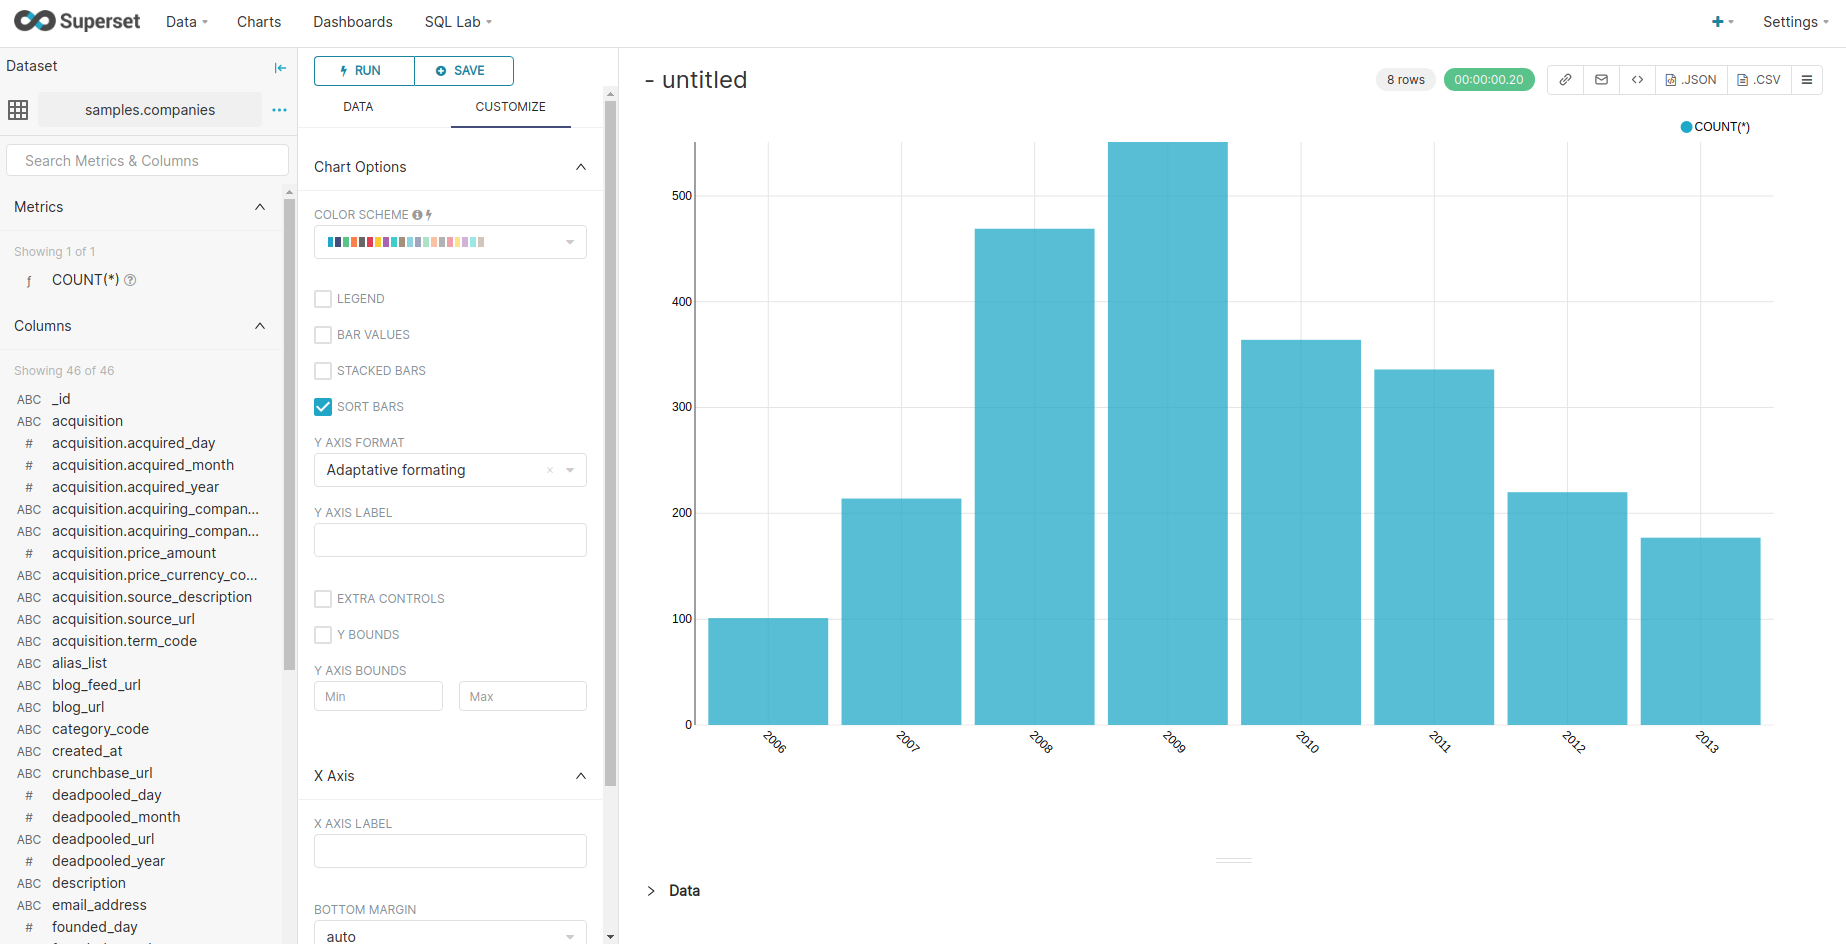 Superset
Data
Charts
Dashboards
SQL Lab
Settings
Dataset
samples.companies
Search Metrics & Columns
Metrics
Showing 1 of 1
f COUNT(*)
Columns
Showing 46 of 46
ABC _id
ABC acquisition
# acquisition.acquired_day
# acquisition.acquired_month
# acquisition.acquired_year
ABC acquisition.acquiring_compan...
ABC acquisition.acquiring_compan...
# acquisition.price_amount
ABC acquisition.price_currency_co...
ABC acquisition.source_description
ABC acquisition.source_url
ABC acquisition.term_code
ABC alias_list
ABC blog_feed_url
ABC blog_url
ABC category_code
ABC created_at
ABC crunchbase_url
# deadpooled_day
# deadpooled_month
ABC deadpooled_url
# deadpooled_year
ABC description
ABC email_address
# founded_day
RUN
SAVE
DATA
CUSTOMIZE
Chart Options
COLOR SCHEME
LEGEND
BAR VALUES
STACKED BARS
SORT BARS
Y AXIS FORMAT
Adaptative formating
Y AXIS LABEL
EXTRA CONTROLS
Y BOUNDS
Y AXIS BOUNDS
Min
Max
X Axis
X AXIS LABEL
BOTTOM MARGIN
auto
- untitled
8 rows
00:00:00.20
.JSON
.CSV
COUNT(*)
500
400
300
200
100
0
2006
2007
2008
2009
2010
2011
2012
2013
Data